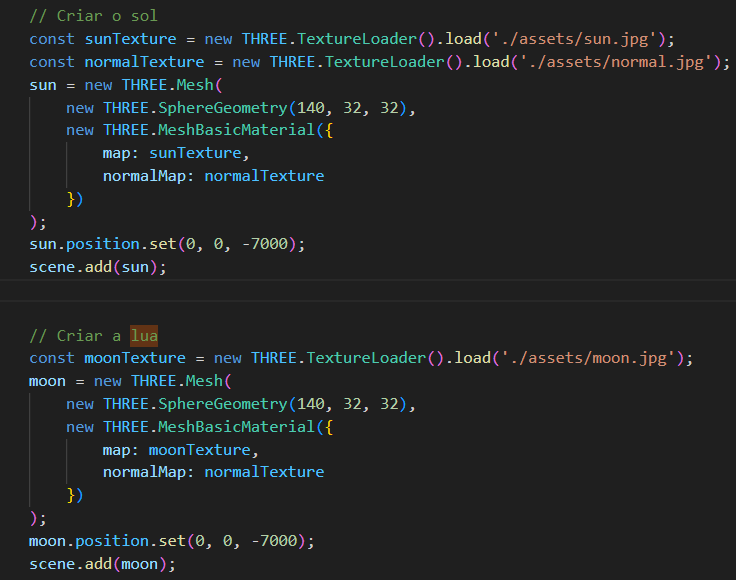 // Criar o sol
const sunTexture = new THREE.TextureLoader().load('./assets/sun.jpg');
const normalTexture = new THREE.TextureLoader().load('./assets/normal.jpg');
sun = new THREE.Mesh(
    new THREE.SphereGeometry(140, 32, 32),
    new THREE.MeshBasicMaterial({
        map: sunTexture,
        normalMap: normalTexture
    })
);
sun.position.set(0, 0, -7000);
scene.add(sun);
// Criar a lua
const moonTexture = new THREE.TextureLoader().load('./assets/moon.jpg');
moon = new THREE.Mesh(
    new THREE.SphereGeometry(140, 32, 32),
    new THREE.MeshBasicMaterial({
        map: moonTexture,
        normalMap: normalTexture
    })
);
moon.position.set(0, 0, -7000);
scene.add(moon);